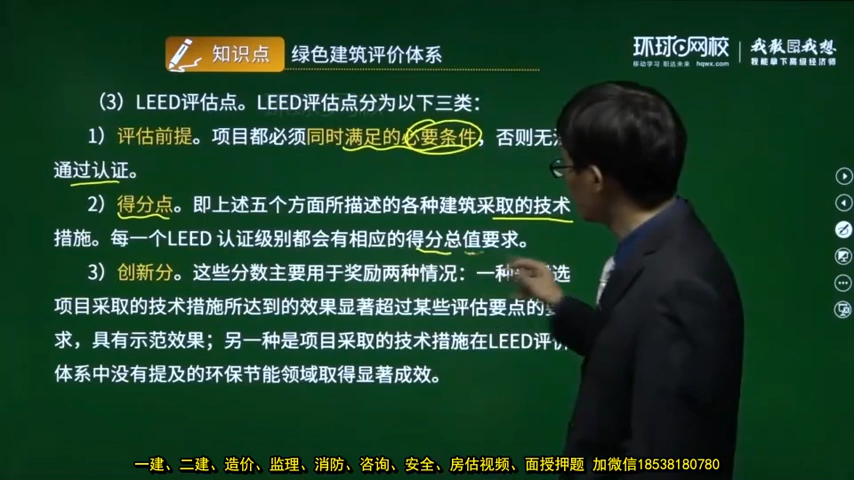 知识点 绿色建筑评价体系
环球网校
移动学习 职达未来 hqwx.com
我敢因我想
我能拿下高级经济师
（3）LEED评估点。LEED评估点分为以下三类：
1）评估前提。项目都必须同时满足的必要条件，否则无
通过认证。
2）得分点。即上述五个方面所描述的各种建筑采取的技术
措施。每一个LEED 认证级别都会有相应的得分总值要求。
3）创新分。这些分数主要用于奖励两种情况：一种 选
项目采取的技术措施所达到的效果显著超过某些评估要点的
求，具有示范效果；另一种是项目采取的技术措施在LEED评价
体系中没有提及的环保节能领域取得显著成效。
一建、二建、造价、监理、消防、咨询、安全、房估视频、面授押题 加微信18538180780